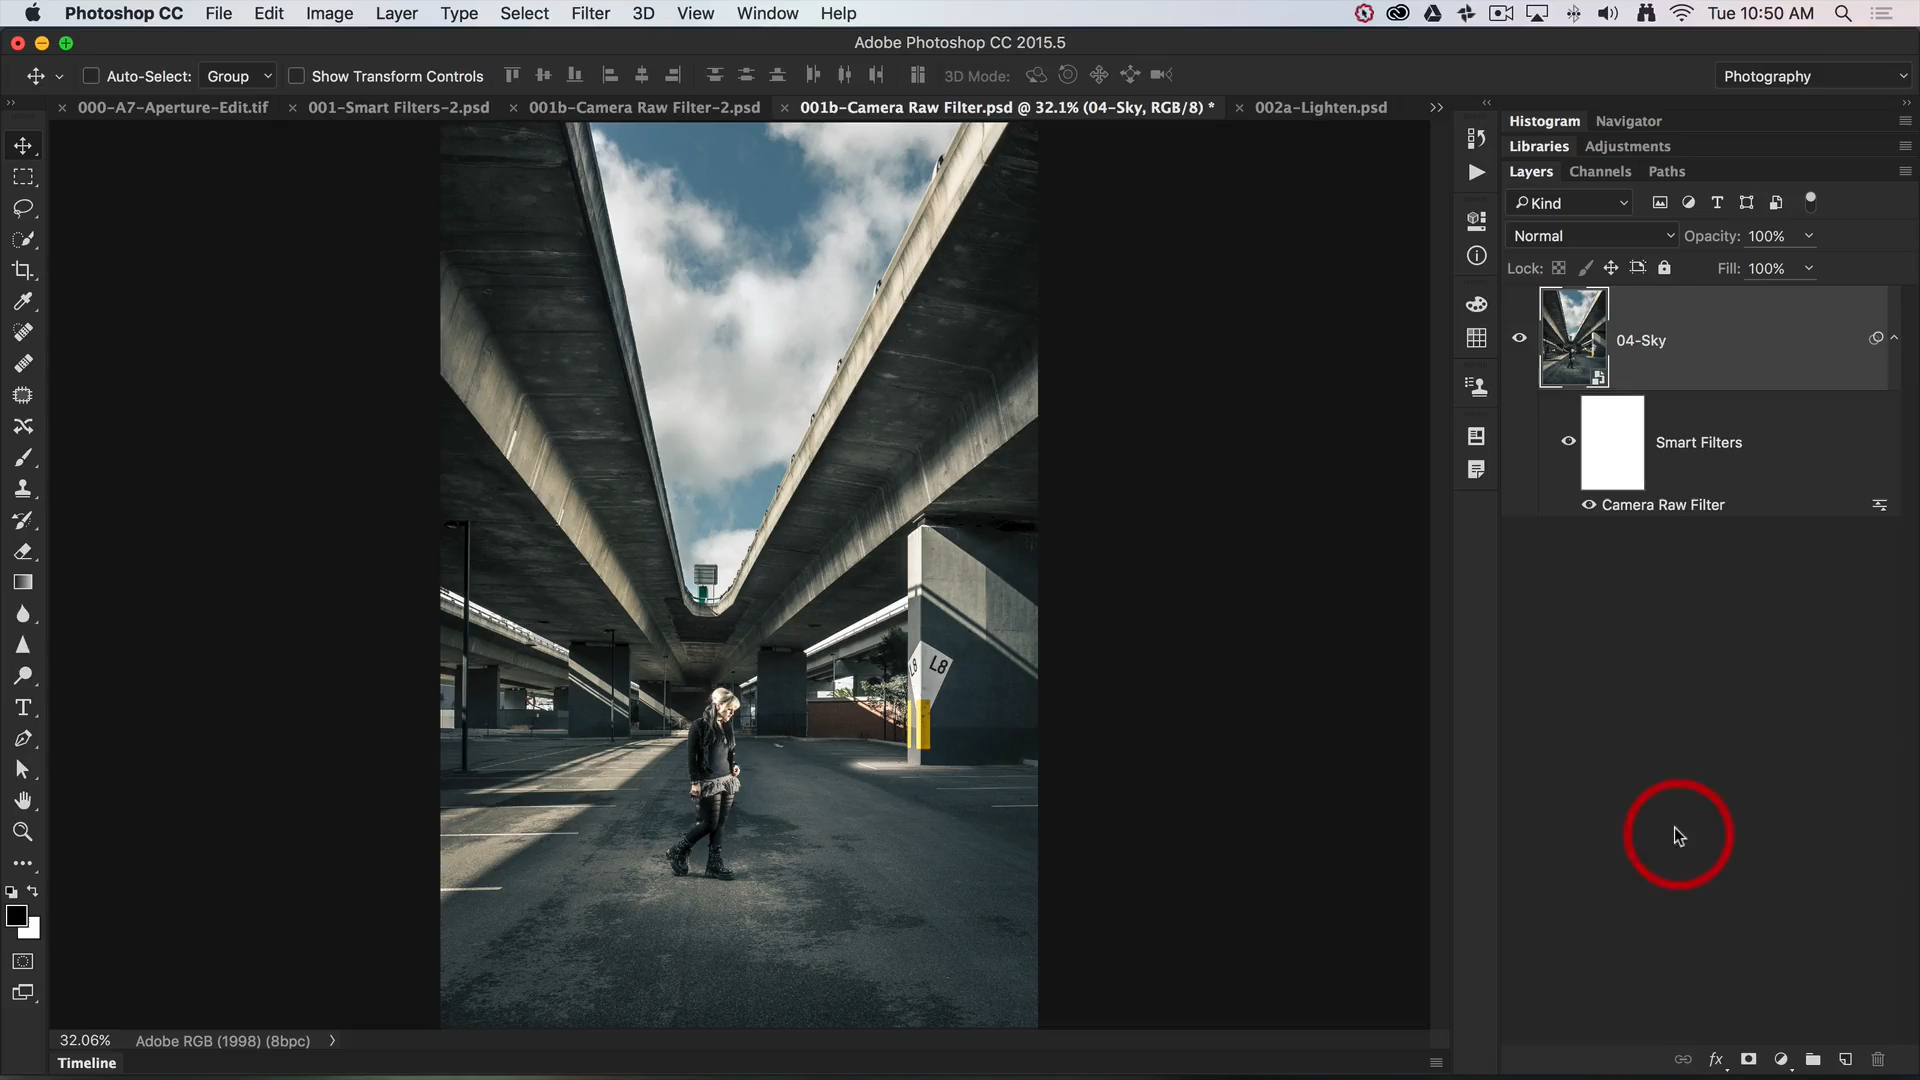 Photoshop CC File Edit Image Layer Type Select Filter 3D View Window Help Tue 10:50 AM
Adobe Photoshop CC 2015.5
Auto-Select: Group Show Transform Controls 3D Mode: Photography
000-A7-Aperture-Edit.tif 001-Smart Filters-2.psd 001b-Camera Raw Filter-2.psd 001b-Camera Raw Filter.psd @ 32.1% (04-Sky, RGB/8) * 002a-Lighten.psd
Histogram Navigator
Libraries Adjustments
Layers Channels Paths
Kind
Normal Opacity: 100%
Lock: Fill: 100%
04-Sky
Smart Filters
Camera Raw Filter
L8 L8
32.06% Adobe RGB (1998) (8bpc)
Timeline
fx